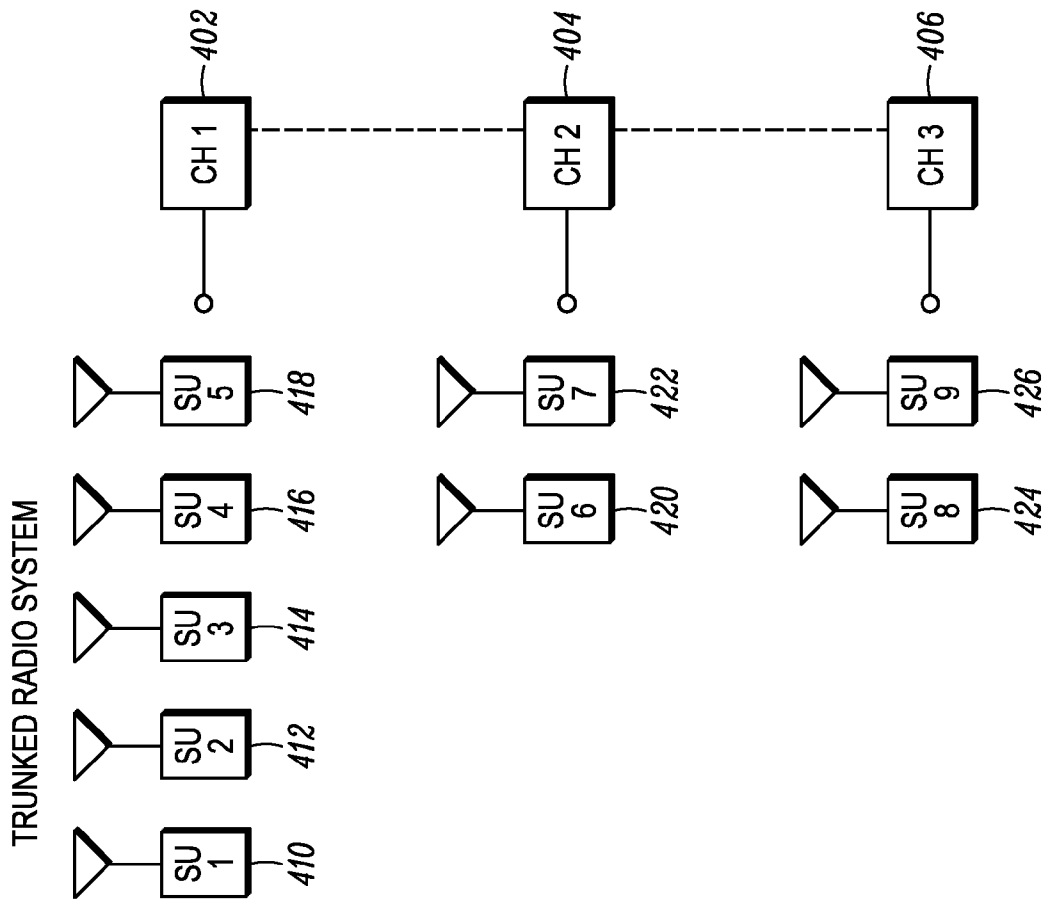 TRUNKED RADIO SYSTEM
SU 1
410
SU 2
412
SU 3
414
SU 4
416
SU 5
418
CH 1
402
SU 6
420
SU 7
422
CH 2
404
SU 8
424
SU 9
426
CH 3
406